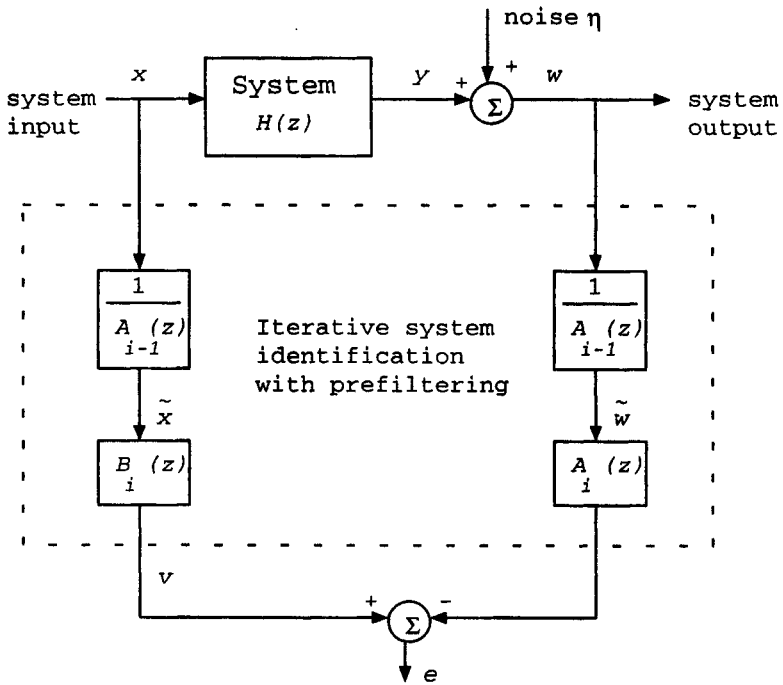 noise η
x
System
H(z)
y
+
+
Σ
w
system
input
system
output
1
A (z)
i-1
Iterative system
identification
with prefiltering
1
A (z)
i-1
x̃
w̃
B (z)
i
A (z)
i
v
+
Σ
-
e